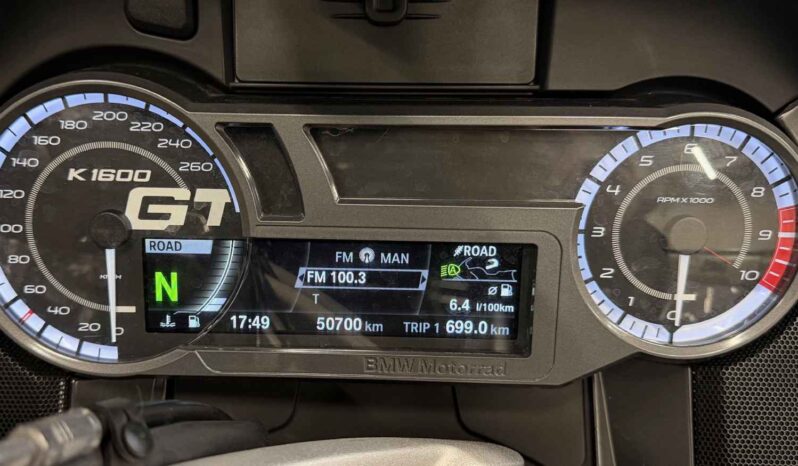 180 200 220 240 260
160
140
120
100
80
60
40
20
0
K 1600
GT
KM/H
ROAD
N
17:49
FM MAN
FM 100.3
T
50700 km
#ROAD
6.4 l/100km
TRIP 1 699.0 km
BMW Motorrad
0 1 2 3 4 5 6 7 8 9 10
RPM X 1000